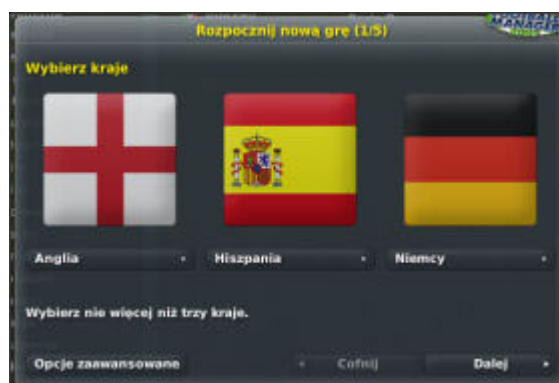 Rozpocznij nową grę (1/5)
MANAGER
Wybierz kraje
Anglia
Hiszpania
Niemcy
Wybierz nie więcej niż trzy kraje.
Opcje zaawansowane
Cofnij
Dalej